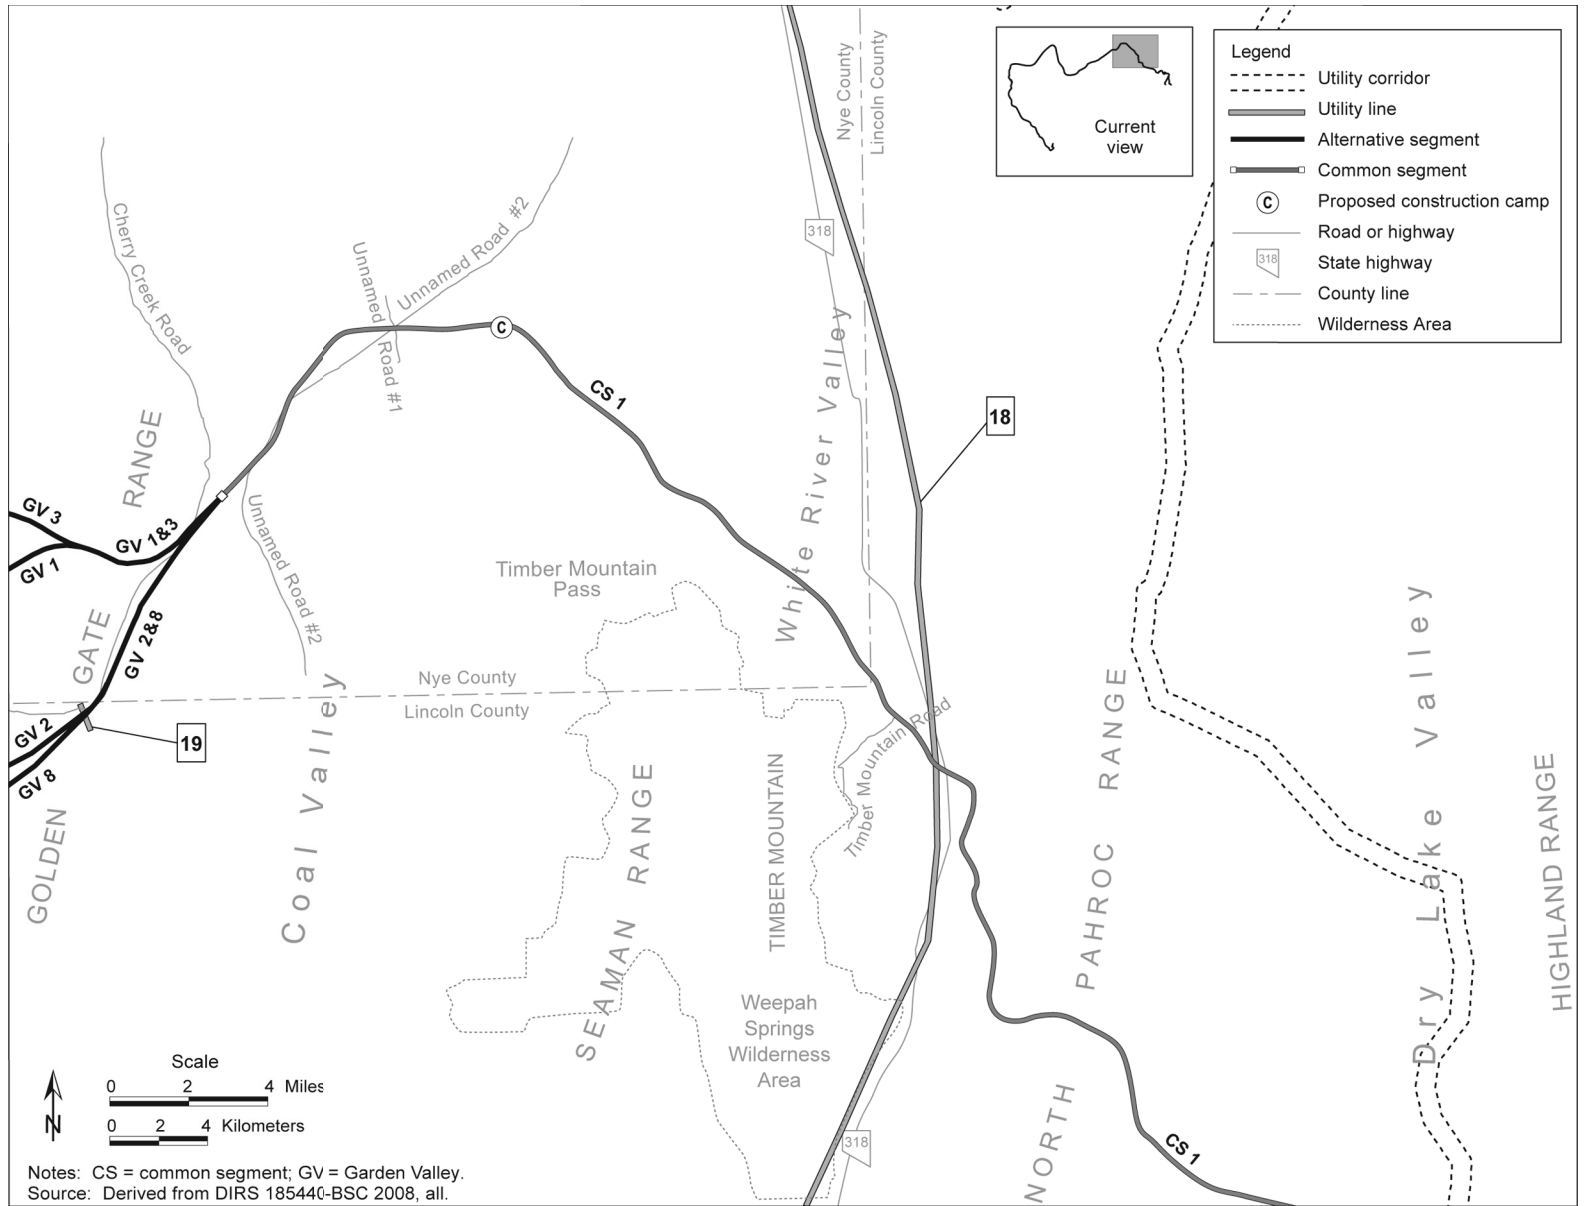 Nye County
Lincoln County
Current
view
Legend
Utility corridor
Utility line
Alternative segment
Common segment
C Proposed construction camp
Road or highway
318 State highway
County line
Wilderness Area
Cherry Creek Road
Unnamed Road #2
Unnamed Road #1
318
C
CS 1
White River Valley
18
GOLDEN GATE RANGE
GV 3
GV 1&3
GV 1
Unnamed Road #2
GV 2&8
Timber Mountain
Pass
Nye County
Lincoln County
GV 2
GV 8
19
Coal Valley
SEAMAN RANGE
TIMBER MOUNTAIN
Timber Mountain Road
NORTH PAHROC RANGE
Dry Lake Valley
HIGHLAND RANGE
Weepah
Springs
Wilderness
Area
318
CS 1
Scale
0 2 4 Miles
0 2 4 Kilometers
N
Notes: CS = common segment; GV = Garden Valley.
Source: Derived from DIRS 185440-BSC 2008, all.